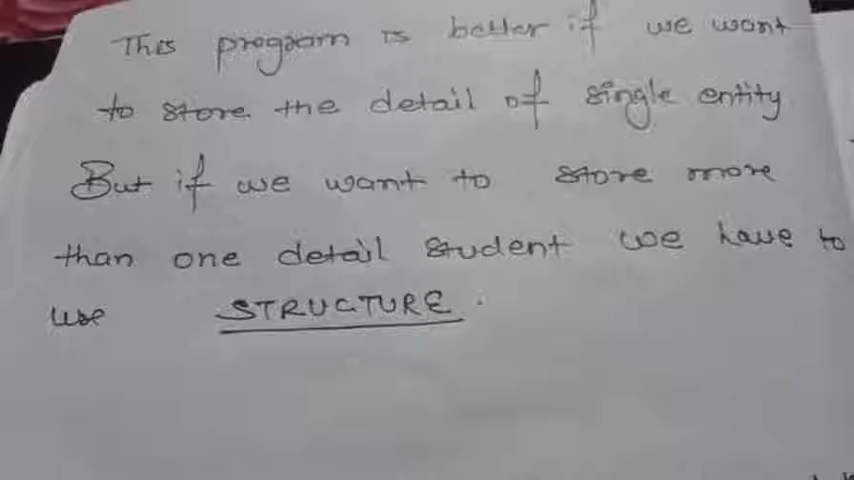 This program is better if we want
to store the detail of single entity
But if we want to store more
than one detail student we have to
use STRUCTURE.